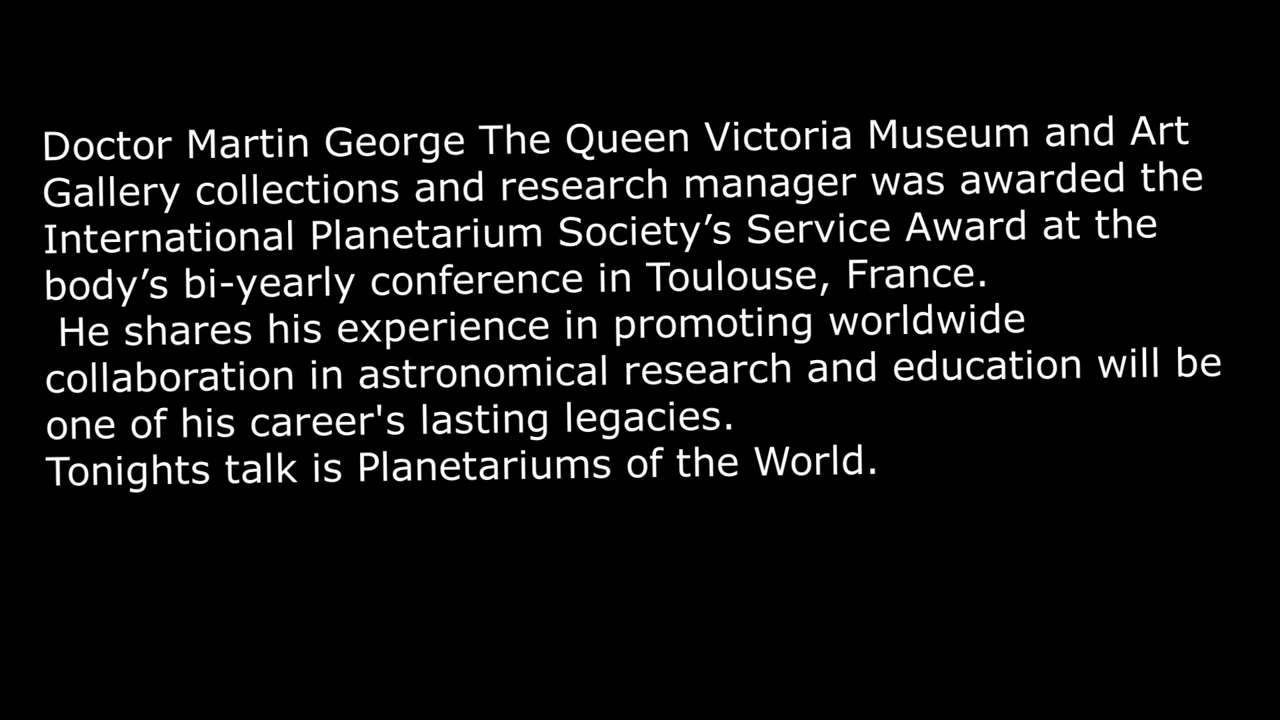 Doctor Martin George The Queen Victoria Museum and Art
Gallery collections and research manager was awarded the
International Planetarium Society’s Service Award at the
body’s bi-yearly conference in Toulouse, France.
He shares his experience in promoting worldwide
collaboration in astronomical research and education will be
one of his career's lasting legacies.
Tonights talk is Planetariums of the World.